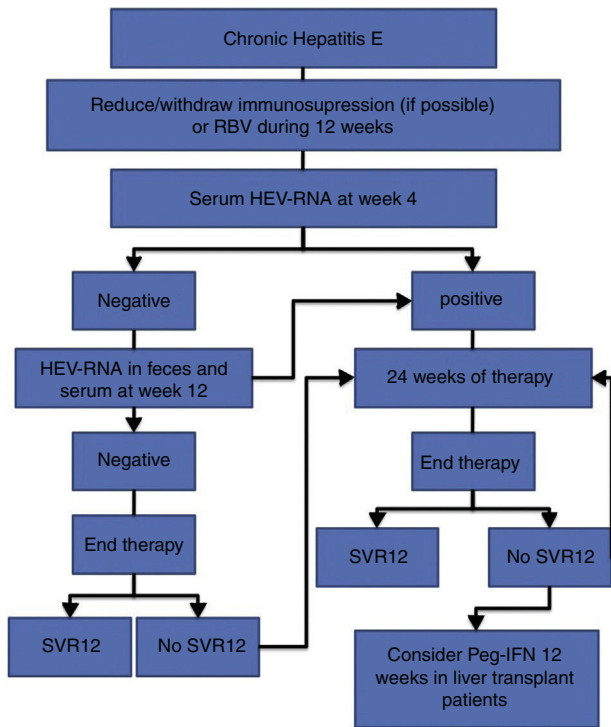 Chronic Hepatitis E
Reduce/withdraw immunosupression (if possible)
or RBV during 12 weeks
Serum HEV-RNA at week 4
Negative
positive
HEV-RNA in feces and
serum at week 12
24 weeks of therapy
Negative
End therapy
End therapy
SVR12
No SVR12
SVR12
No SVR12
Consider Peg-IFN 12
weeks in liver transplant
patients